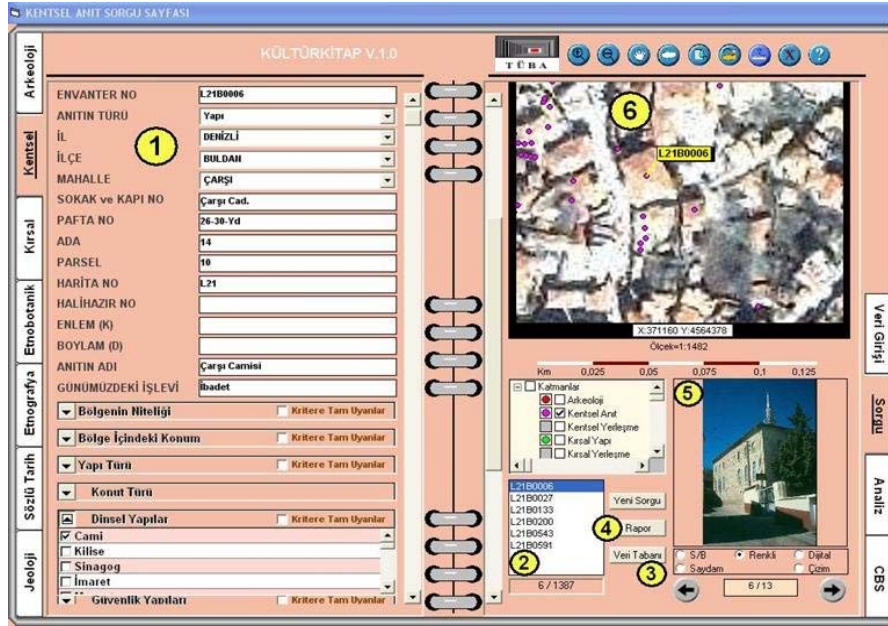 KENTSEL ANIT SORGU SAYFASI
KÜLTÜRKİTAP V.1.0
Arkeoloji
Kentsel
Kırsal
Etnobotanik
Etnografya
Sözlü Tarih
Jeoloji
1
ENVANTER NO L21B0006
ANITIN TÜRÜ Yapı
İL DENİZLİ
İLÇE BULDAN
MAHALLE ÇARŞI
SOKAK ve KAPI NO Çarşı Cad.
PAFTA NO 26-30-Yd
ADA 14
PARSEL 10
HARİTA NO L21
HALİHAZIR NO
ENLEM (K)
BOYLAM (D)
ANITIN ADI Çarşı Camisi
GÜNÜMÜZDEKİ İŞLEVİ İbadet
Bölgenin Niteliği Kritere Tam Uyanlar
Bölge İçindeki Konum Kritere Tam Uyanlar
Yapı Türü Kritere Tam Uyanlar
Konut Türü
Dinsel Yapılar Kritere Tam Uyanlar
Cami
Kilise
Sinagog
İmaret
Güvenlik Yapıları Kritere Tam Uyanlar
TÜBA
X
?
6
L21B0006
X:371160 Y:4564378
Ölçek=1:1482
Km 0,025 0,05 0,075 0,1 0,125
Katmanlar
Arkeoloji
Kentsel Anıt
Kentsel Yerleşme
Kırsal Yapı
Kırsal Yerleşme
5
L21B0006
L21B0027
L21B0133
L21B0200
L21B0543
L21B0591
2
6 / 1387
Yeni Sorgu
4
Rapor
Veri Tabanı
3
S/B Renkli Dijital
Saydam Çizim
6 / 13
Veri Girişi
Sorgu
Analiz
CBS